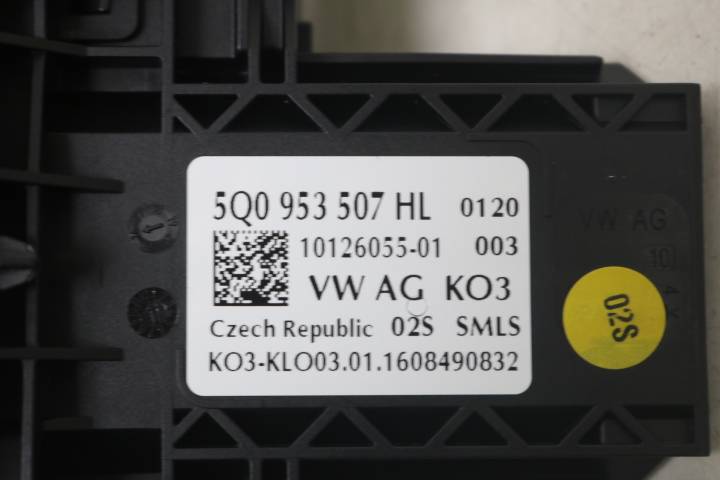 5Q0 953 507 HL 0120
10126055-01 003
VW AG KO3
Czech Republic 02S SMLS
KO3-KLO03.01.1608490832
VW AG
02S